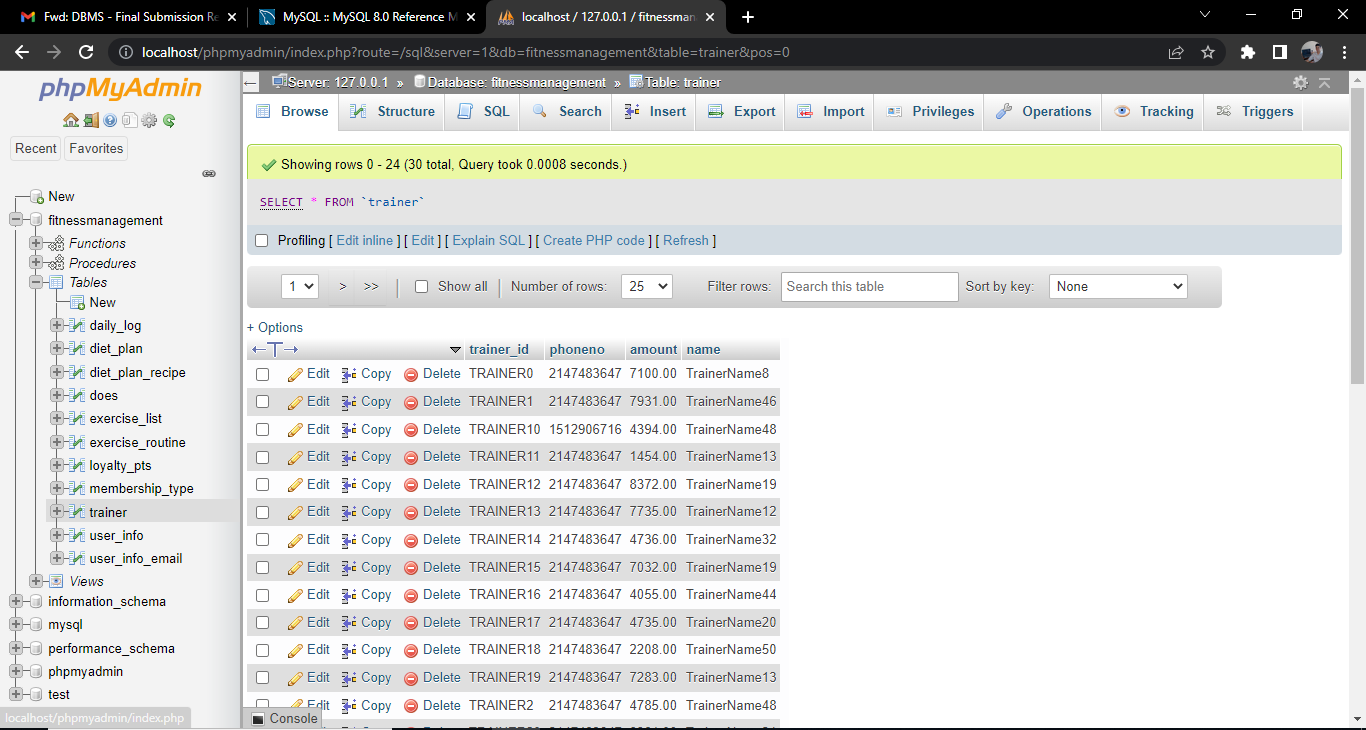 Fwd: DBMS - Final Submission Re
MySQL :: MySQL 8.0 Reference M
localhost / 127.0.0.1 / fitnessman
localhost/phpmyadmin/index.php?route=/sql&server=1&db=fitnessmanagement&table=trainer&pos=0
phpMyAdmin
Recent Favorites
New
fitnessmanagement
Functions
Procedures
Tables
New
daily_log
diet_plan
diet_plan_recipe
does
exercise_list
exercise_routine
loyalty_pts
membership_type
trainer
user_info
user_info_email
Views
information_schema
mysql
performance_schema
phpmyadmin
test
localhost/phpmyadmin/index.php
Server: 127.0.0.1 » Database: fitnessmanagement » Table: trainer
Browse Structure SQL Search Insert Export Import Privileges Operations Tracking Triggers
Showing rows 0 - 24 (30 total, Query took 0.0008 seconds.)
SELECT * FROM `trainer`
Profiling [ Edit inline ] [ Edit ] [ Explain SQL ] [ Create PHP code ] [ Refresh ]
1 > >> Show all Number of rows: 25 Filter rows: Search this table Sort by key: None
+ Options
trainer_id phoneno amount name
Edit Copy Delete TRAINER0 2147483647 7100.00 TrainerName8
Edit Copy Delete TRAINER1 2147483647 7931.00 TrainerName46
Edit Copy Delete TRAINER10 1512906716 4394.00 TrainerName48
Edit Copy Delete TRAINER11 2147483647 1454.00 TrainerName13
Edit Copy Delete TRAINER12 2147483647 8372.00 TrainerName19
Edit Copy Delete TRAINER13 2147483647 7735.00 TrainerName12
Edit Copy Delete TRAINER14 2147483647 4736.00 TrainerName32
Edit Copy Delete TRAINER15 2147483647 7032.00 TrainerName19
Edit Copy Delete TRAINER16 2147483647 4055.00 TrainerName44
Edit Copy Delete TRAINER17 2147483647 4735.00 TrainerName20
Edit Copy Delete TRAINER18 2147483647 2208.00 TrainerName50
Edit Copy Delete TRAINER19 2147483647 7283.00 TrainerName13
Edit Copy Delete TRAINER2 2147483647 4785.00 TrainerName48
Console